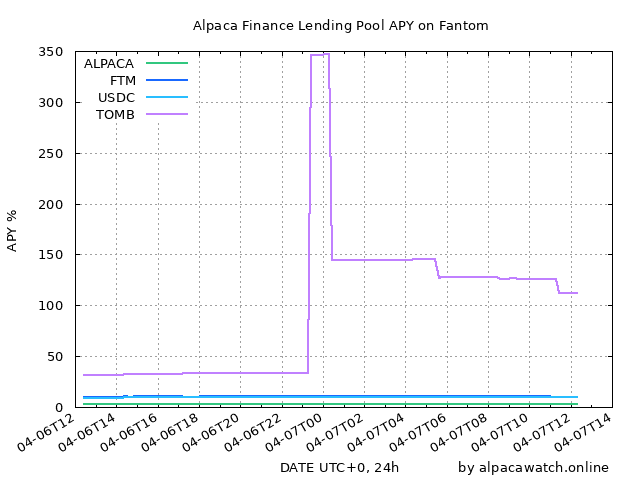 Alpaca Finance Lending Pool APY on Fantom
350
300
250
200
150
100
50
0
APY %
ALPACA
FTM
USDC
TOMB
04-06T12
04-06T14
04-06T16
04-06T18
04-06T20
04-06T22
04-07T00
04-07T02
04-07T04
04-07T06
04-07T08
04-07T10
04-07T12
04-07T14
DATE UTC+0, 24h
by alpacawatch.online